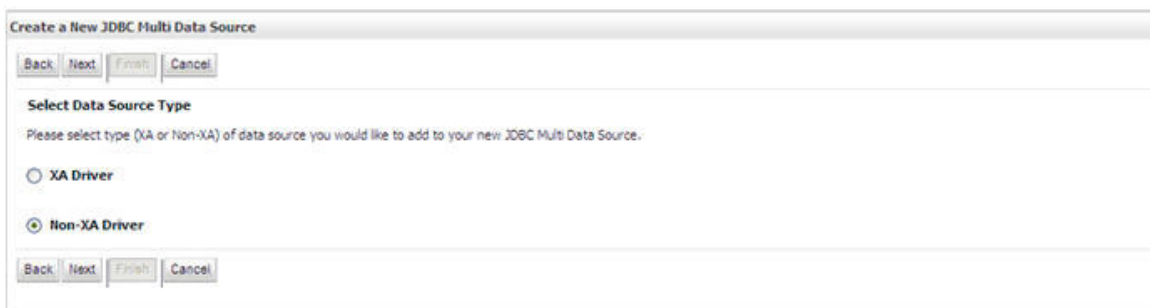 Create a New JDBC Multi Data Source
Back Next Finish Cancel
Select Data Source Type
Please select type (XA or Non-XA) of data source you would like to add to your new JDBC Multi Data Source.
XA Driver
Non-XA Driver
Back Next Finish Cancel